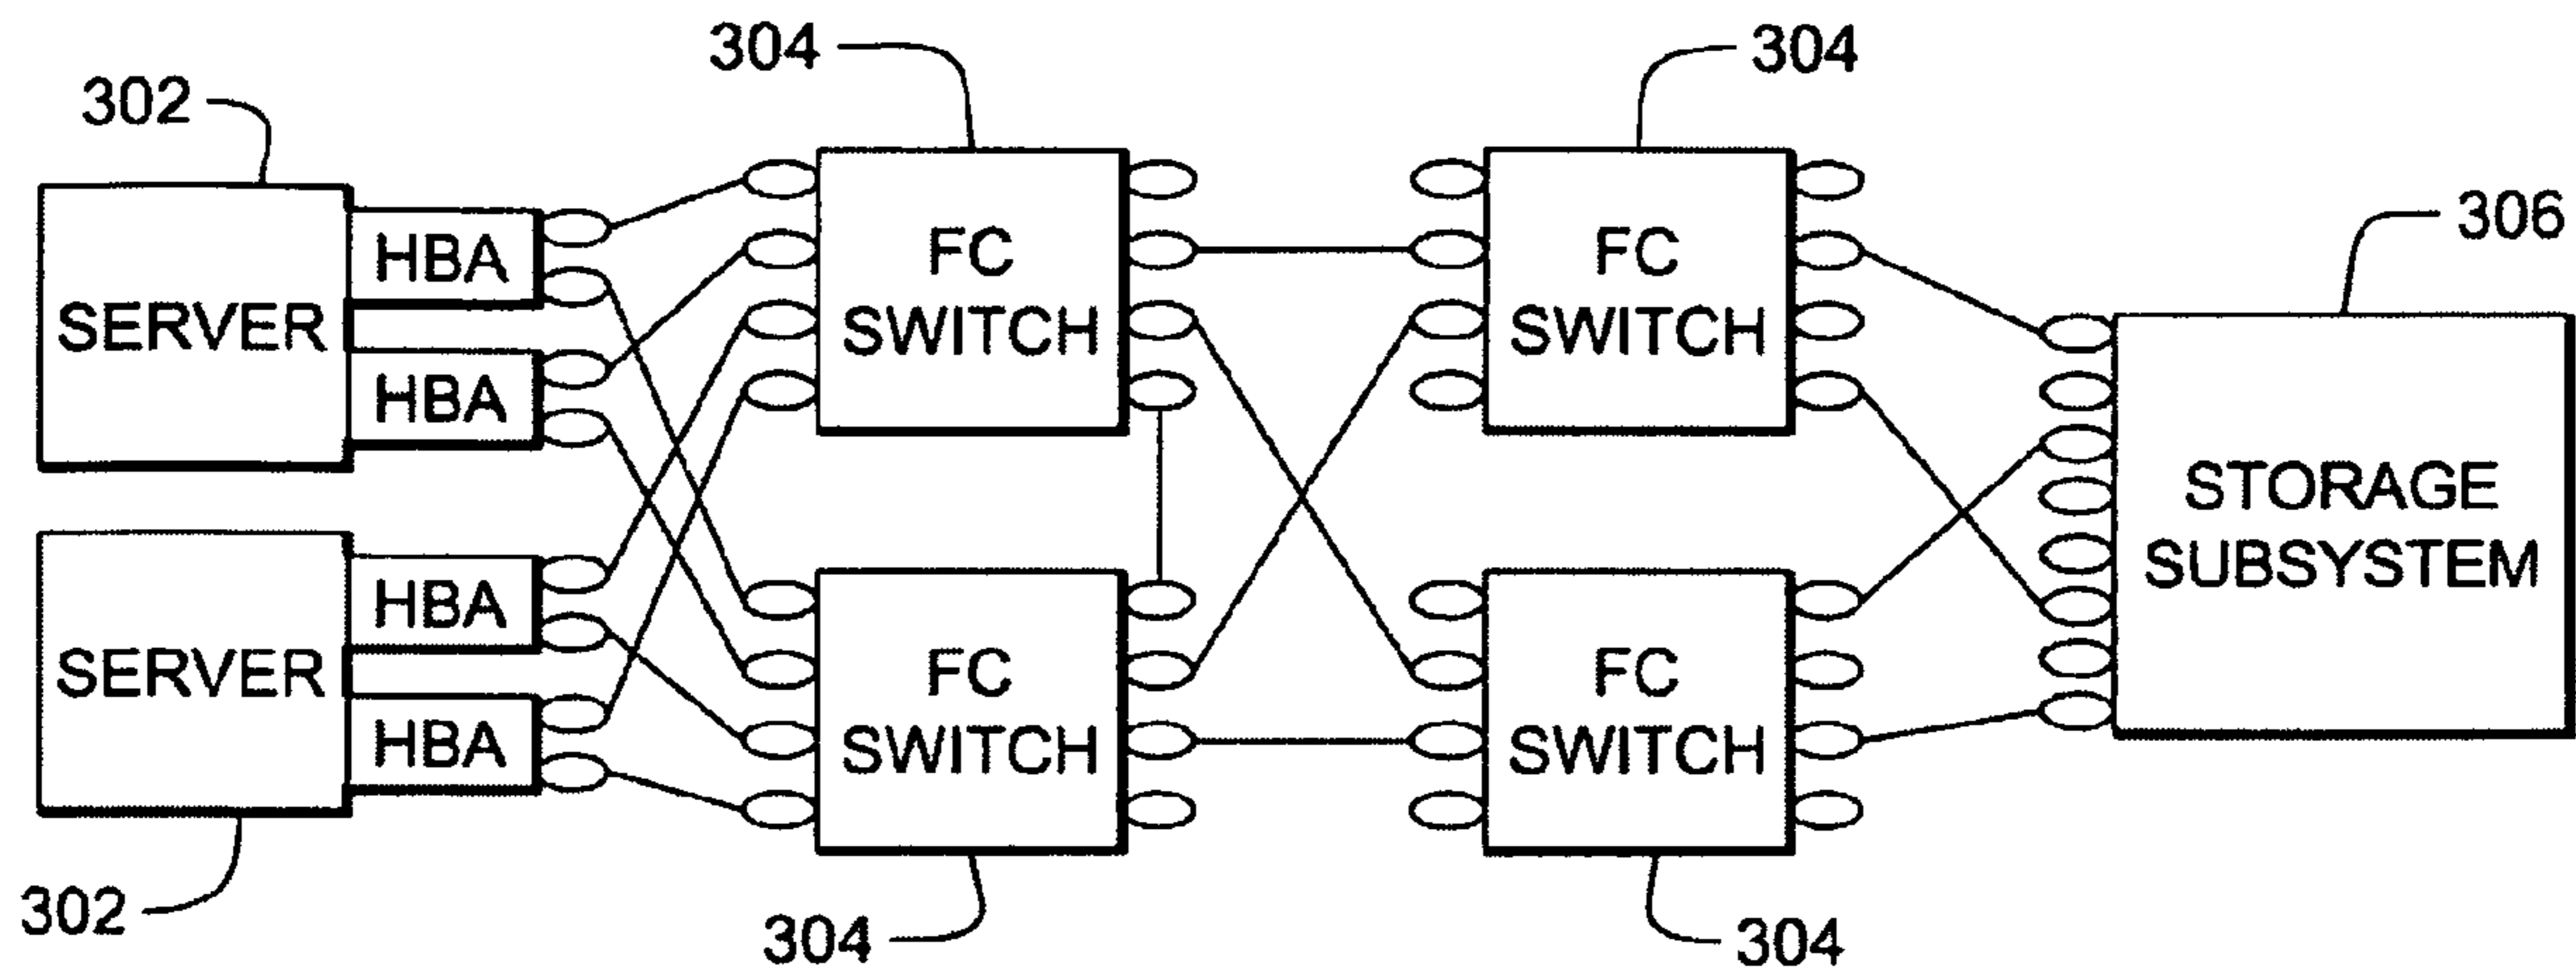 304
304
302
306
SERVER
HBA
HBA
FC
SWITCH
FC
SWITCH
STORAGE
SUBSYSTEM
SERVER
HBA
HBA
FC
SWITCH
FC
SWITCH
302
304
304